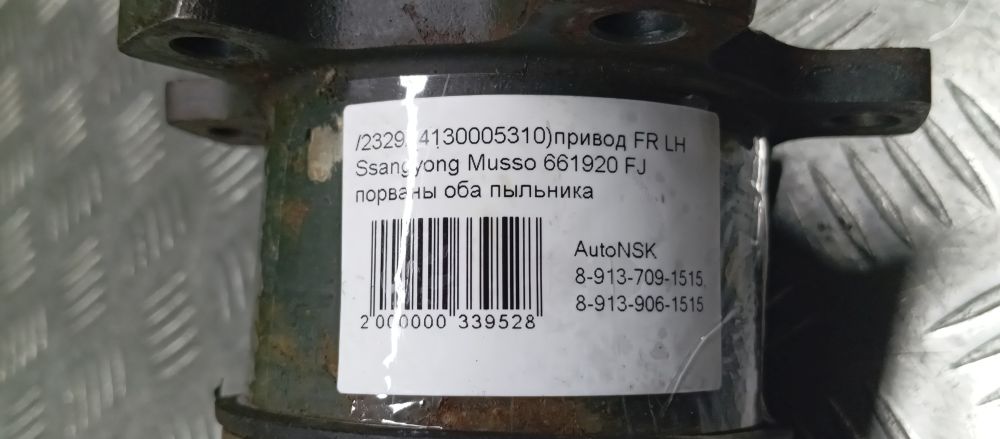 /2329/4130005310)привод FR LH
Ssangyong Musso 661920 FJ
порваны оба пыльника
AutoNSK
8-913-709-1515
8-913-906-1515
2 000000 339528